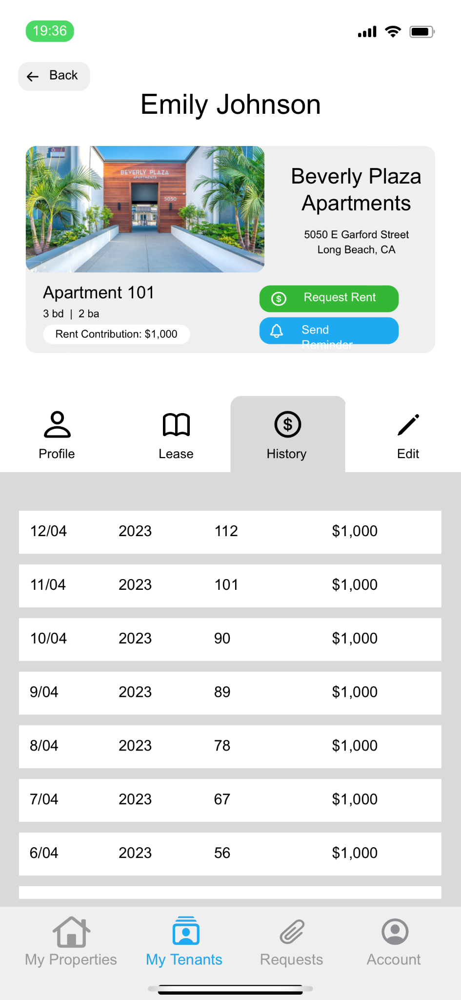 19:36
Back
Emily Johnson
BEVERLY PLAZA
APARTMENTS
5050
Beverly Plaza
Apartments
5050 E Garford Street
Long Beach, CA
Apartment 101
3 bd | 2 ba
Rent Contribution: $1,000
$ Request Rent
Send
Reminder
Profile
Lease
$
History
Edit
12/04 2023 112 $1,000
11/04 2023 101 $1,000
10/04 2023 90 $1,000
9/04 2023 89 $1,000
8/04 2023 78 $1,000
7/04 2023 67 $1,000
6/04 2023 56 $1,000
My Properties
My Tenants
Requests
Account